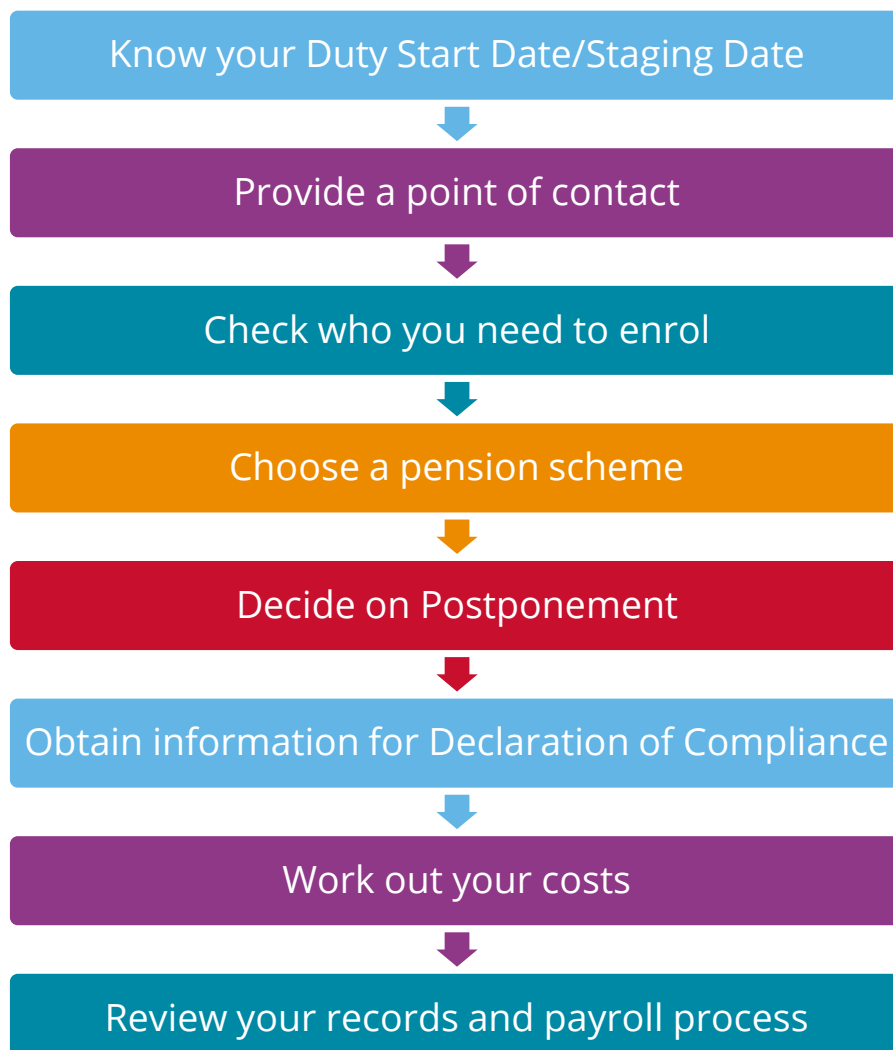 Know your Duty Start Date/Staging Date
Provide a point of contact
Check who you need to enrol
Choose a pension scheme
Decide on Postponement
Obtain information for Declaration of Compliance
Work out your costs
Review your records and payroll process